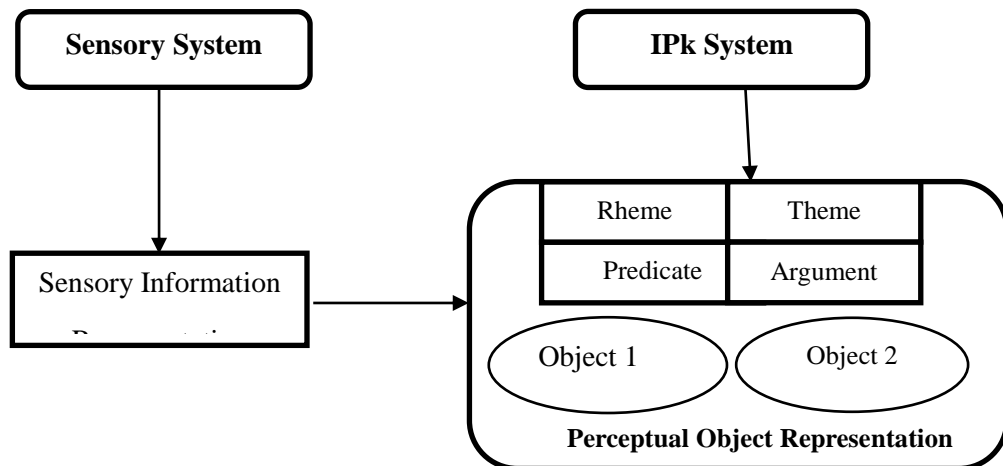 Sensory System
IPk System
Rheme
Theme
Predicate
Argument
Sensory Information
Object 1
Object 2
Perceptual Object Representation